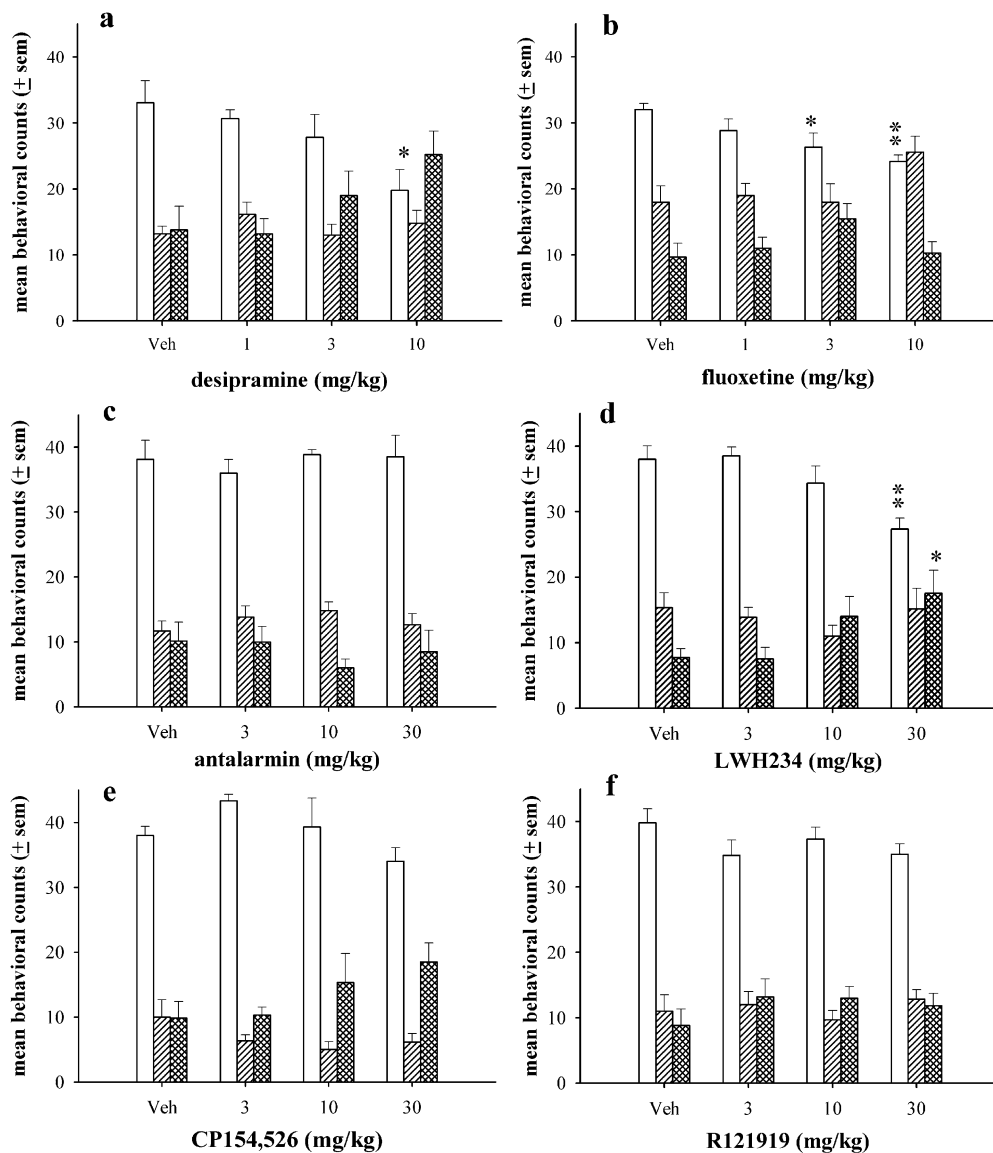 a
mean behavioral counts (± sem)
40
30
20
10
0
*
Veh 1 3 10
desipramine (mg/kg)
b
mean behavioral counts (± sem)
40
30
20
10
0
*
**
Veh 1 3 10
fluoxetine (mg/kg)
c
mean behavioral counts (± sem)
40
30
20
10
0
Veh 3 10 30
antalarmin (mg/kg)
d
mean behavioral counts (± sem)
40
30
20
10
0
**
*
Veh 3 10 30
LWH234 (mg/kg)
e
mean behavioral counts (± sem)
40
30
20
10
0
Veh 3 10 30
CP154,526 (mg/kg)
f
mean behavioral counts (± sem)
40
30
20
10
0
Veh 3 10 30
R121919 (mg/kg)